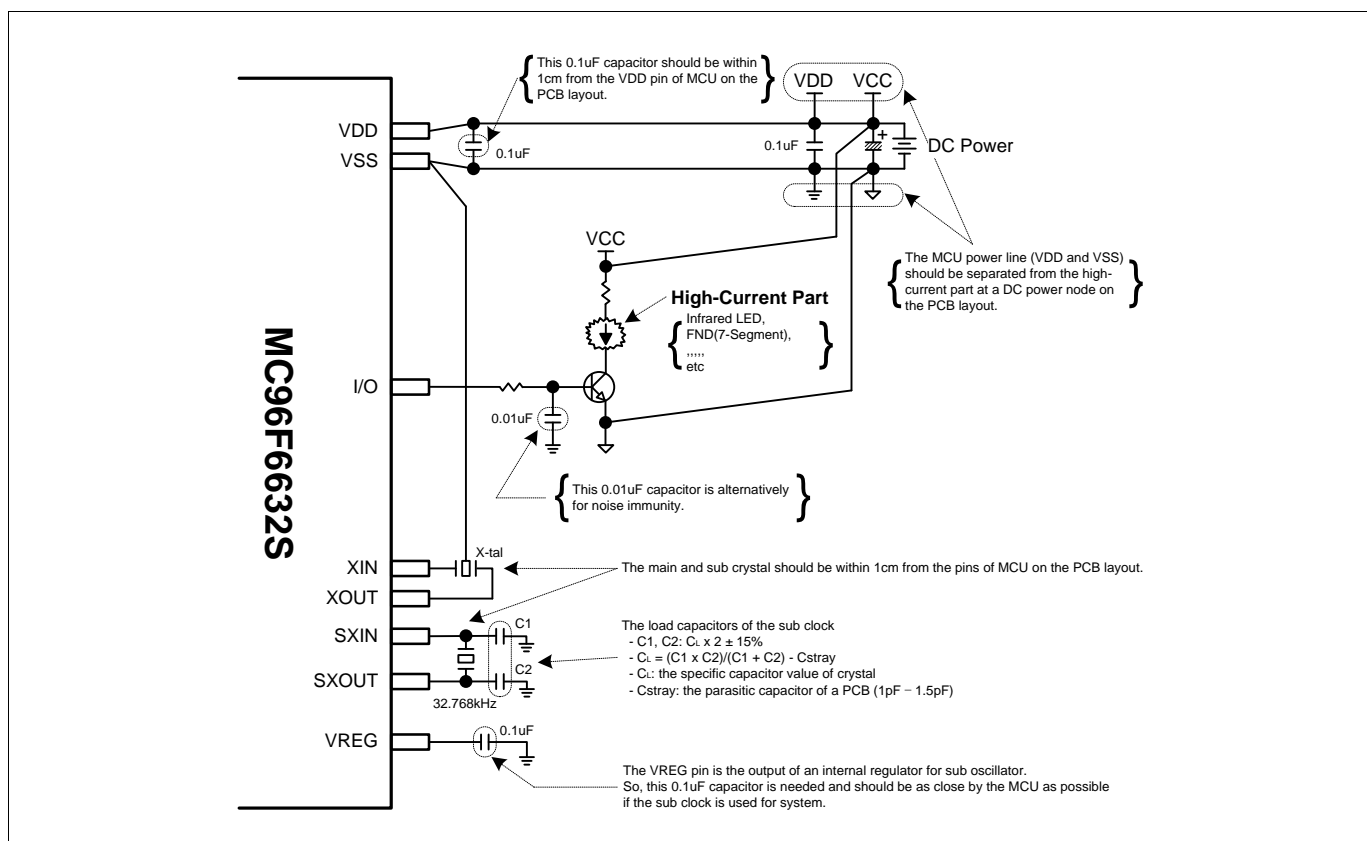 This 0.1uF capacitor should be within
1cm from the VDD pin of MCU on the
PCB layout.
VDD VCC
VDD
VSS
0.1uF
0.1uF
+
DC Power
VCC
The MCU power line (VDD and VSS)
should be separated from the high-
current part at a DC power node on
the PCB layout.
High-Current Part
Infrared LED,
FND(7-Segment),
,,,,,
etc
MC96F6632S
I/O
0.01uF
This 0.01uF capacitor is alternatively
for noise immunity.
X-tal
XIN
XOUT
The main and sub crystal should be within 1cm from the pins of MCU on the PCB layout.
SXIN
SXOUT
C1
C2
32.768kHz
The load capacitors of the sub clock
- C1, C2: CL x 2 ± 15%
- CL = (C1 x C2)/(C1 + C2) - Cstray
- CL: the specific capacitor value of crystal
- Cstray: the parasitic capacitor of a PCB (1pF – 1.5pF)
VREG
0.1uF
The VREG pin is the output of an internal regulator for sub oscillator.
So, this 0.1uF capacitor is needed and should be as close by the MCU as possible
if the sub clock is used for system.